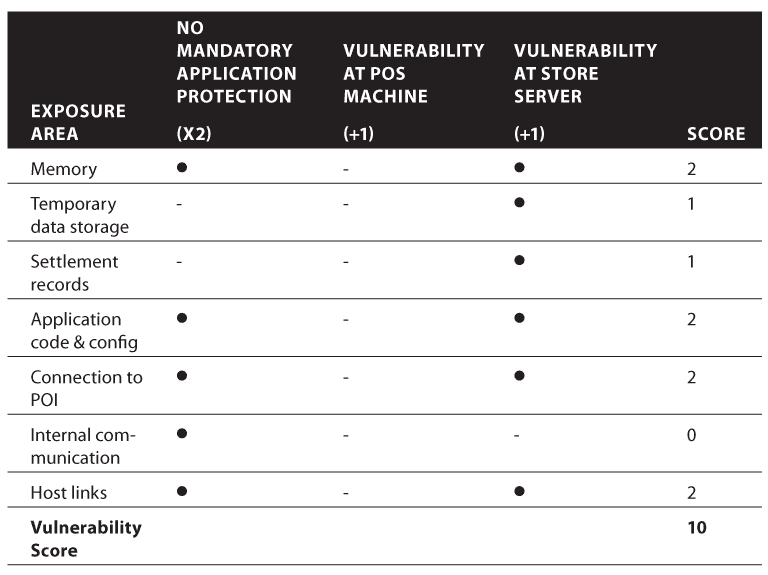 EXPOSURE AREA | NO MANDATORY APPLICATION PROTECTION (X2) | VULNERABILITY AT POS MACHINE (+1) | VULNERABILITY AT STORE SERVER (+1) | SCORE
Memory | ● | - | ● | 2
Temporary data storage | - | - | ● | 1
Settlement records | - | - | ● | 1
Application code & config | ● | - | ● | 2
Connection to POI | ● | - | ● | 2
Internal com-munication | ● | - | - | 0
Host links | ● | - | ● | 2
Vulnerability Score | 10